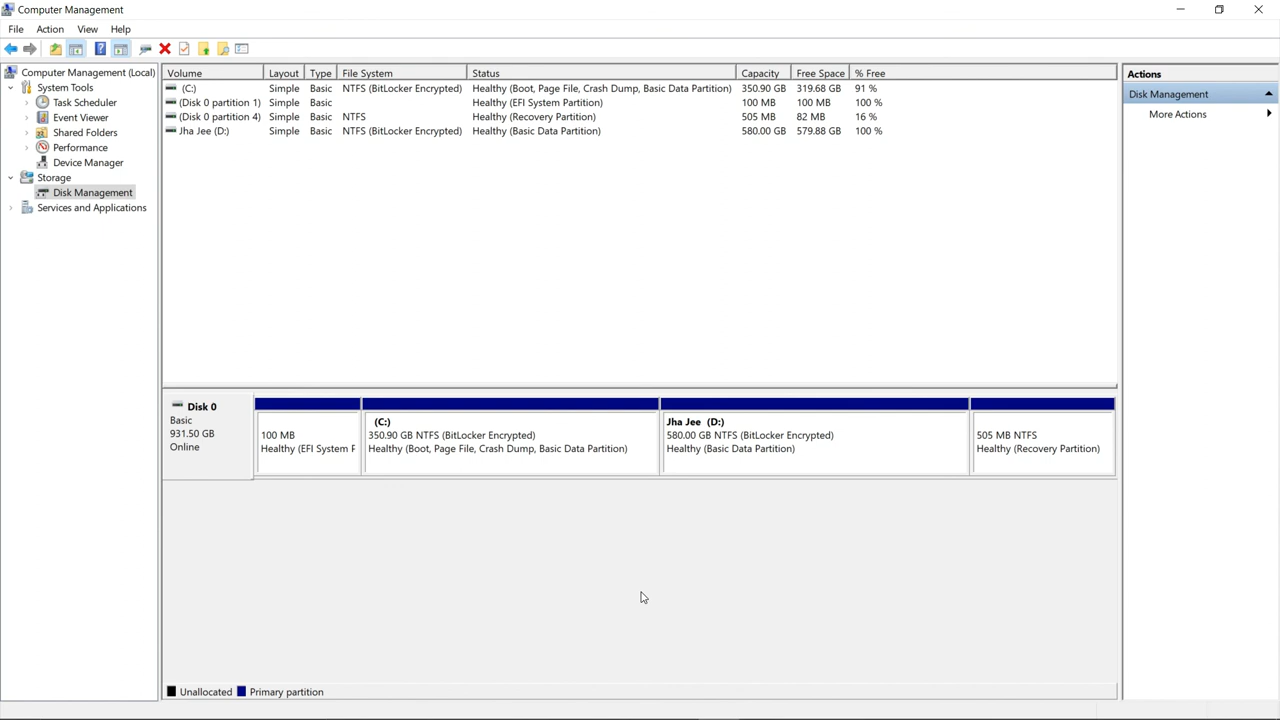 Computer Management
File Action View Help
Computer Management (Local)
System Tools
Task Scheduler
Event Viewer
Shared Folders
Performance
Device Manager
Storage
Disk Management
Services and Applications
Volume Layout Type File System Status Capacity Free Space % Free
(C:) Simple Basic NTFS (BitLocker Encrypted) Healthy (Boot, Page File, Crash Dump, Basic Data Partition) 350.90 GB 319.68 GB 91 %
(Disk 0 partition 1) Simple Basic Healthy (EFI System Partition) 100 MB 100 MB 100 %
(Disk 0 partition 4) Simple Basic NTFS Healthy (Recovery Partition) 505 MB 82 MB 16 %
Jha Jee (D:) Simple Basic NTFS (BitLocker Encrypted) Healthy (Basic Data Partition) 580.00 GB 579.88 GB 100 %
Disk 0
Basic
931.50 GB
Online
100 MB
Healthy (EFI System P
(C:)
350.90 GB NTFS (BitLocker Encrypted)
Healthy (Boot, Page File, Crash Dump, Basic Data Partition)
Jha Jee (D:)
580.00 GB NTFS (BitLocker Encrypted)
Healthy (Basic Data Partition)
505 MB NTFS
Healthy (Recovery Partition)
Unallocated Primary partition
Actions
Disk Management
More Actions